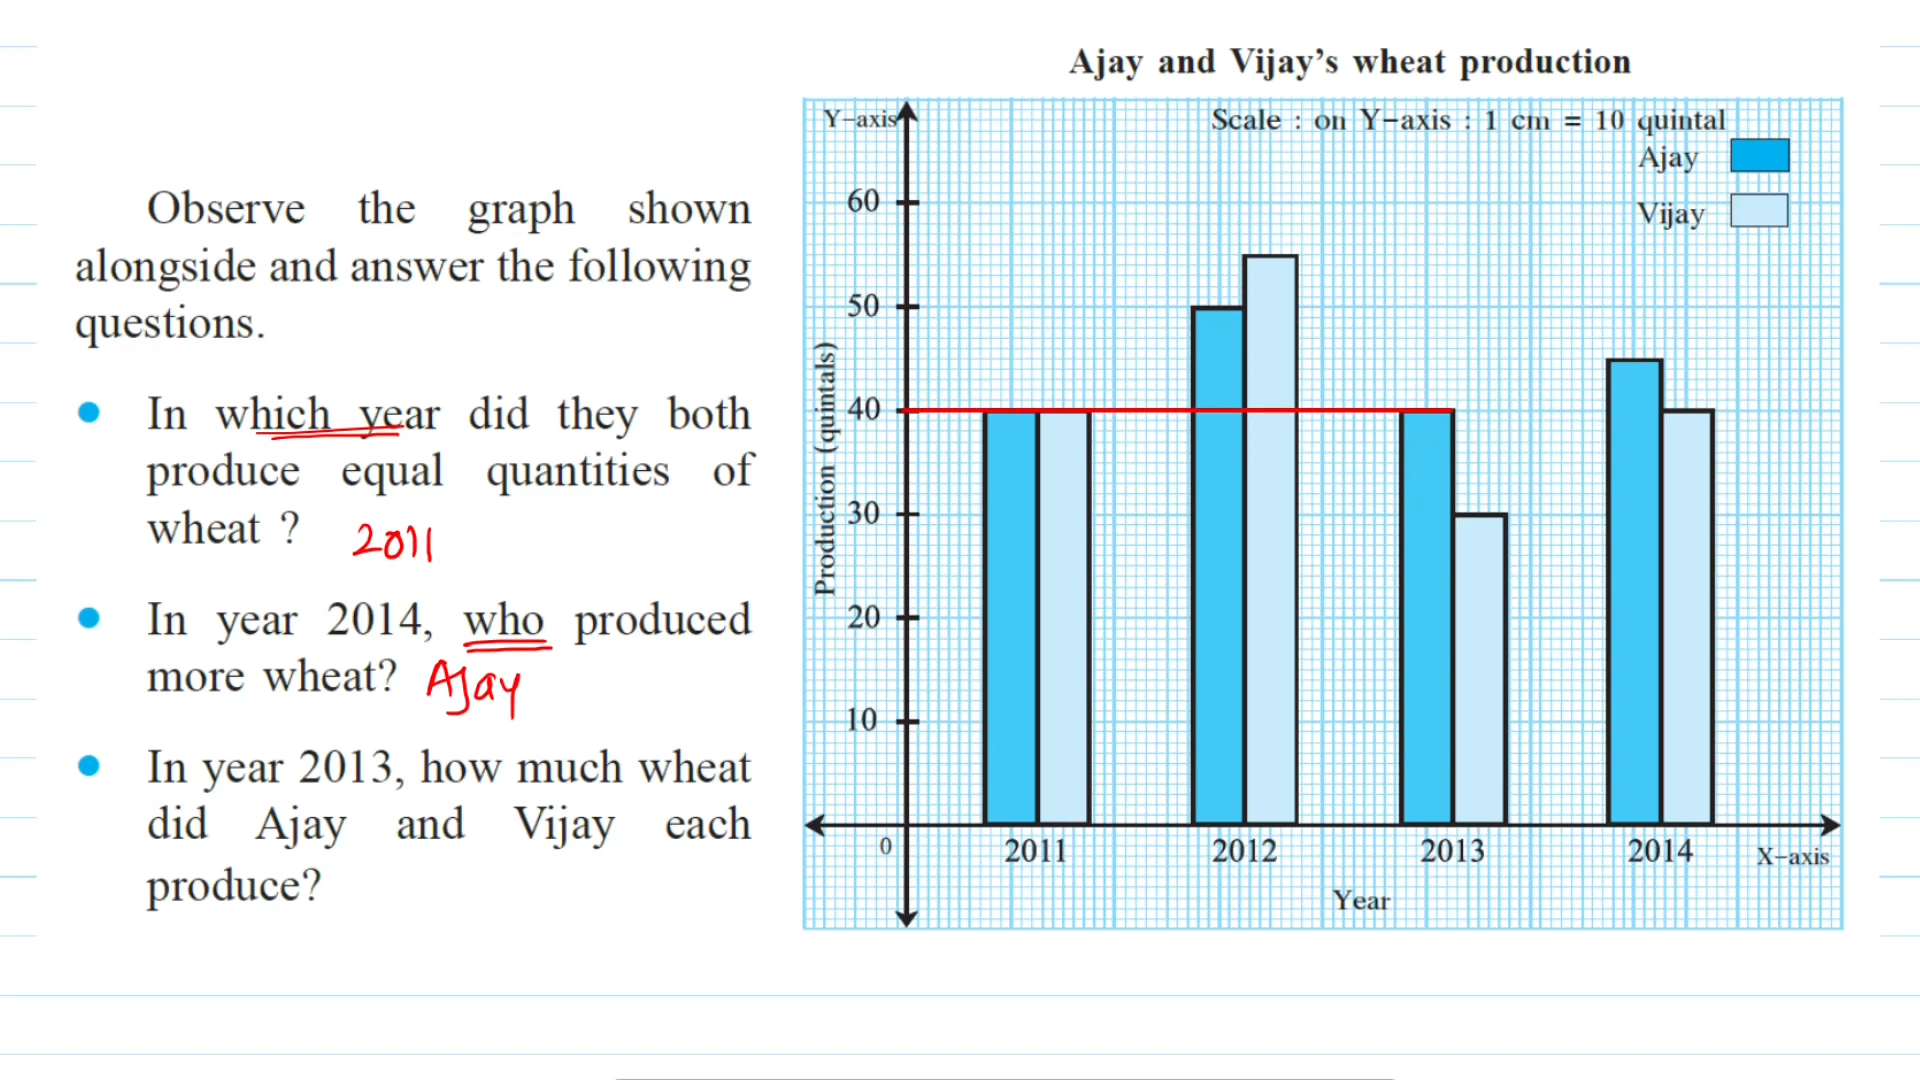 Ajay and Vijay's wheat production
Observe the graph shown
alongside and answer the following
questions.
In which year did they both
produce equal quantities of
wheat ? 2011
In year 2014, who produced
more wheat? Ajay
In year 2013, how much wheat
did Ajay and Vijay each
produce?
Y-axis
Scale : on Y-axis : 1 cm = 10 quintal
Ajay
Vijay
60
50
40
30
20
10
0
Production (quintals)
2011 2012 2013 2014 X-axis
Year